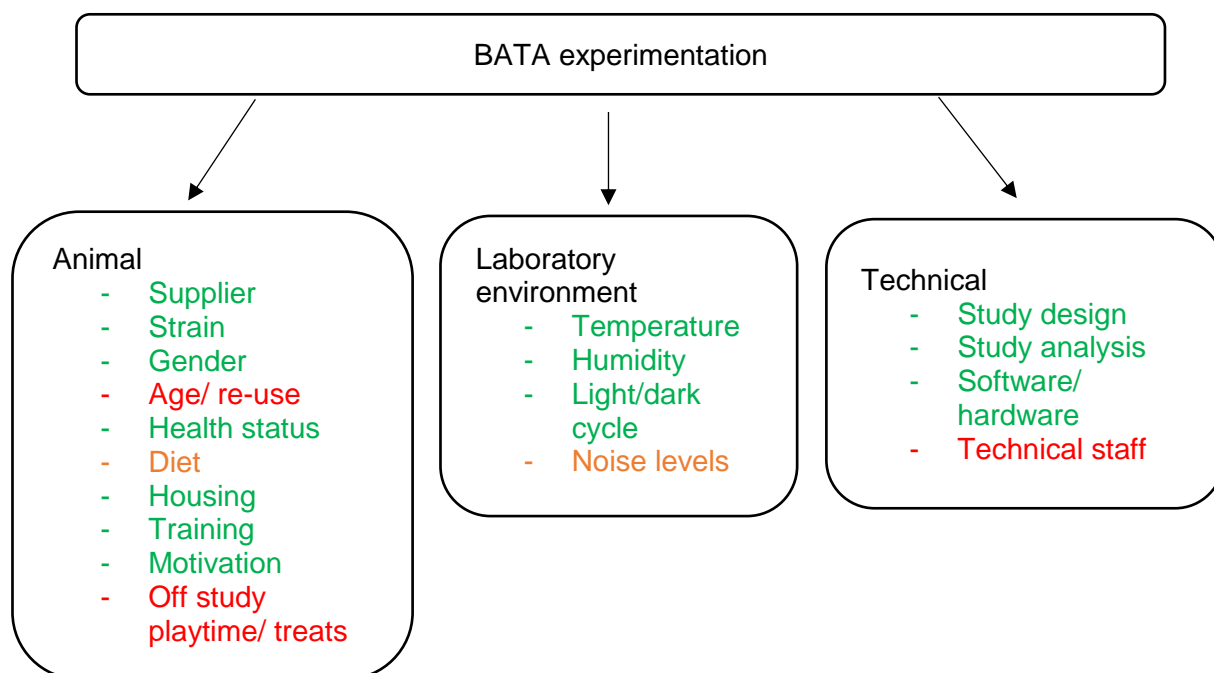 BATA experimentation
Animal
- Supplier
- Strain
- Gender
- Age/ re-use
- Health status
- Diet
- Housing
- Training
- Motivation
- Off study
playtime/ treats
Laboratory
environment
- Temperature
- Humidity
- Light/dark
cycle
- Noise levels
Technical
- Study design
- Study analysis
- Software/
hardware
- Technical staff